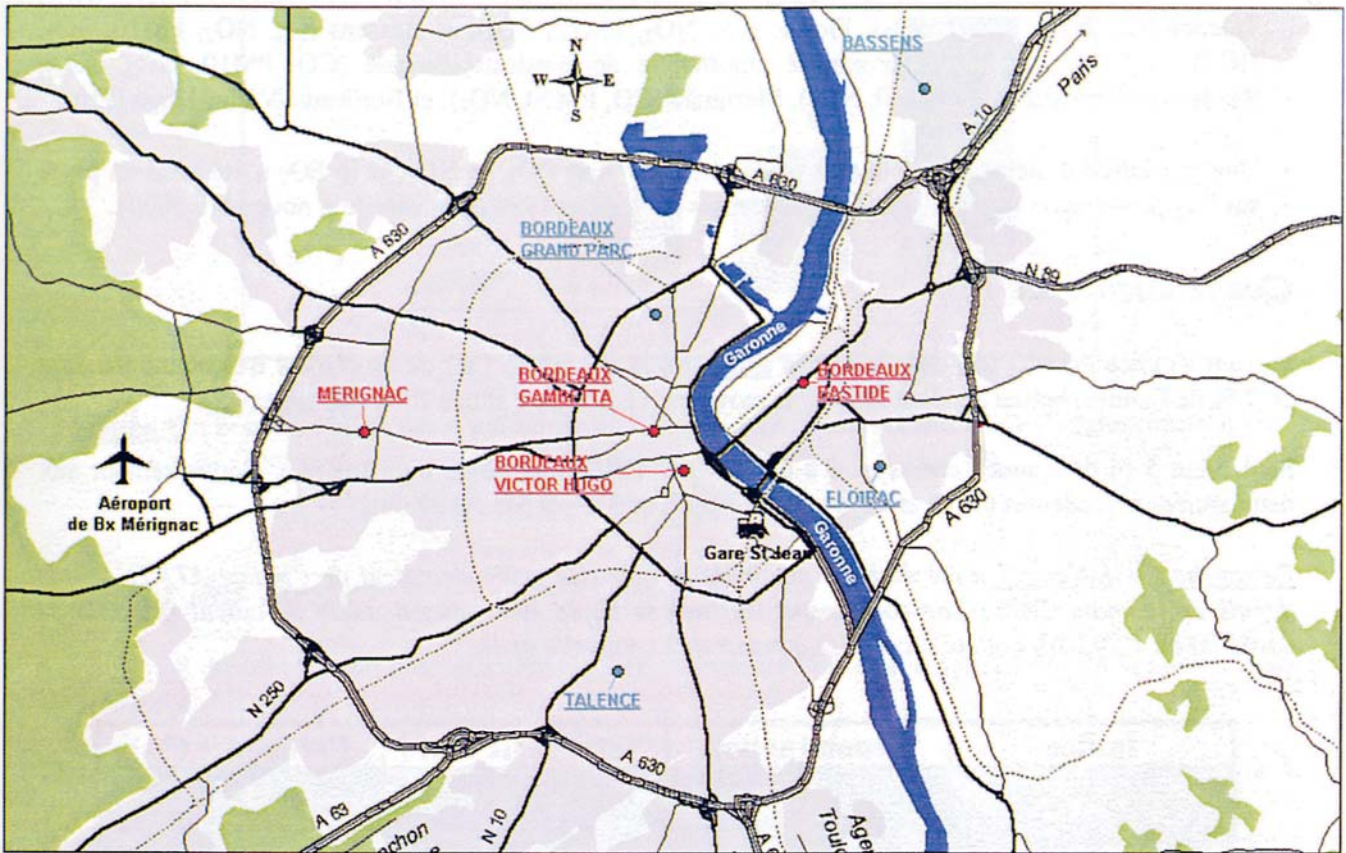 N
W E
S
BASSENS
Paris
A 10
A 630
A 630
BORDEAUX
GRAND PARC
N 89
Garonne
MERIGNAC
BORDEAUX
GAMBETTA
BORDEAUX
BASTIDE
BORDEAUX
VICTOR HUGO
FLOIRAC
Aéroport
de Bx Mérignac
A 630
Gare St Jean
Garonne
N 250
TALENCE
A 630
A 63
N 10